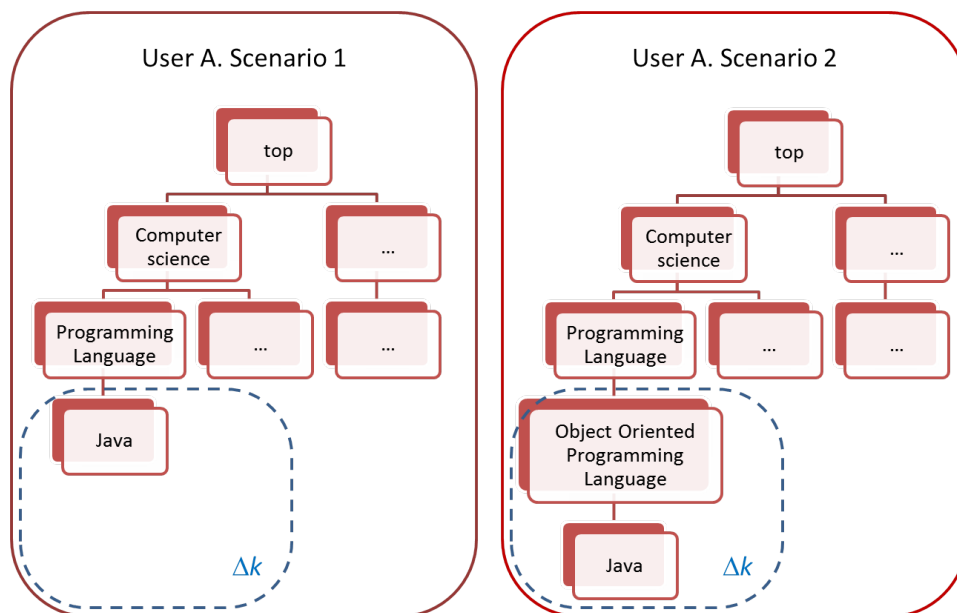 User A. Scenario 1
top
Computer
science
...
Programming
Language
...
...
Java
Δk
User A. Scenario 2
top
Computer
science
...
Programming
Language
...
...
Object Oriented
Programming
Language
Java
Δk